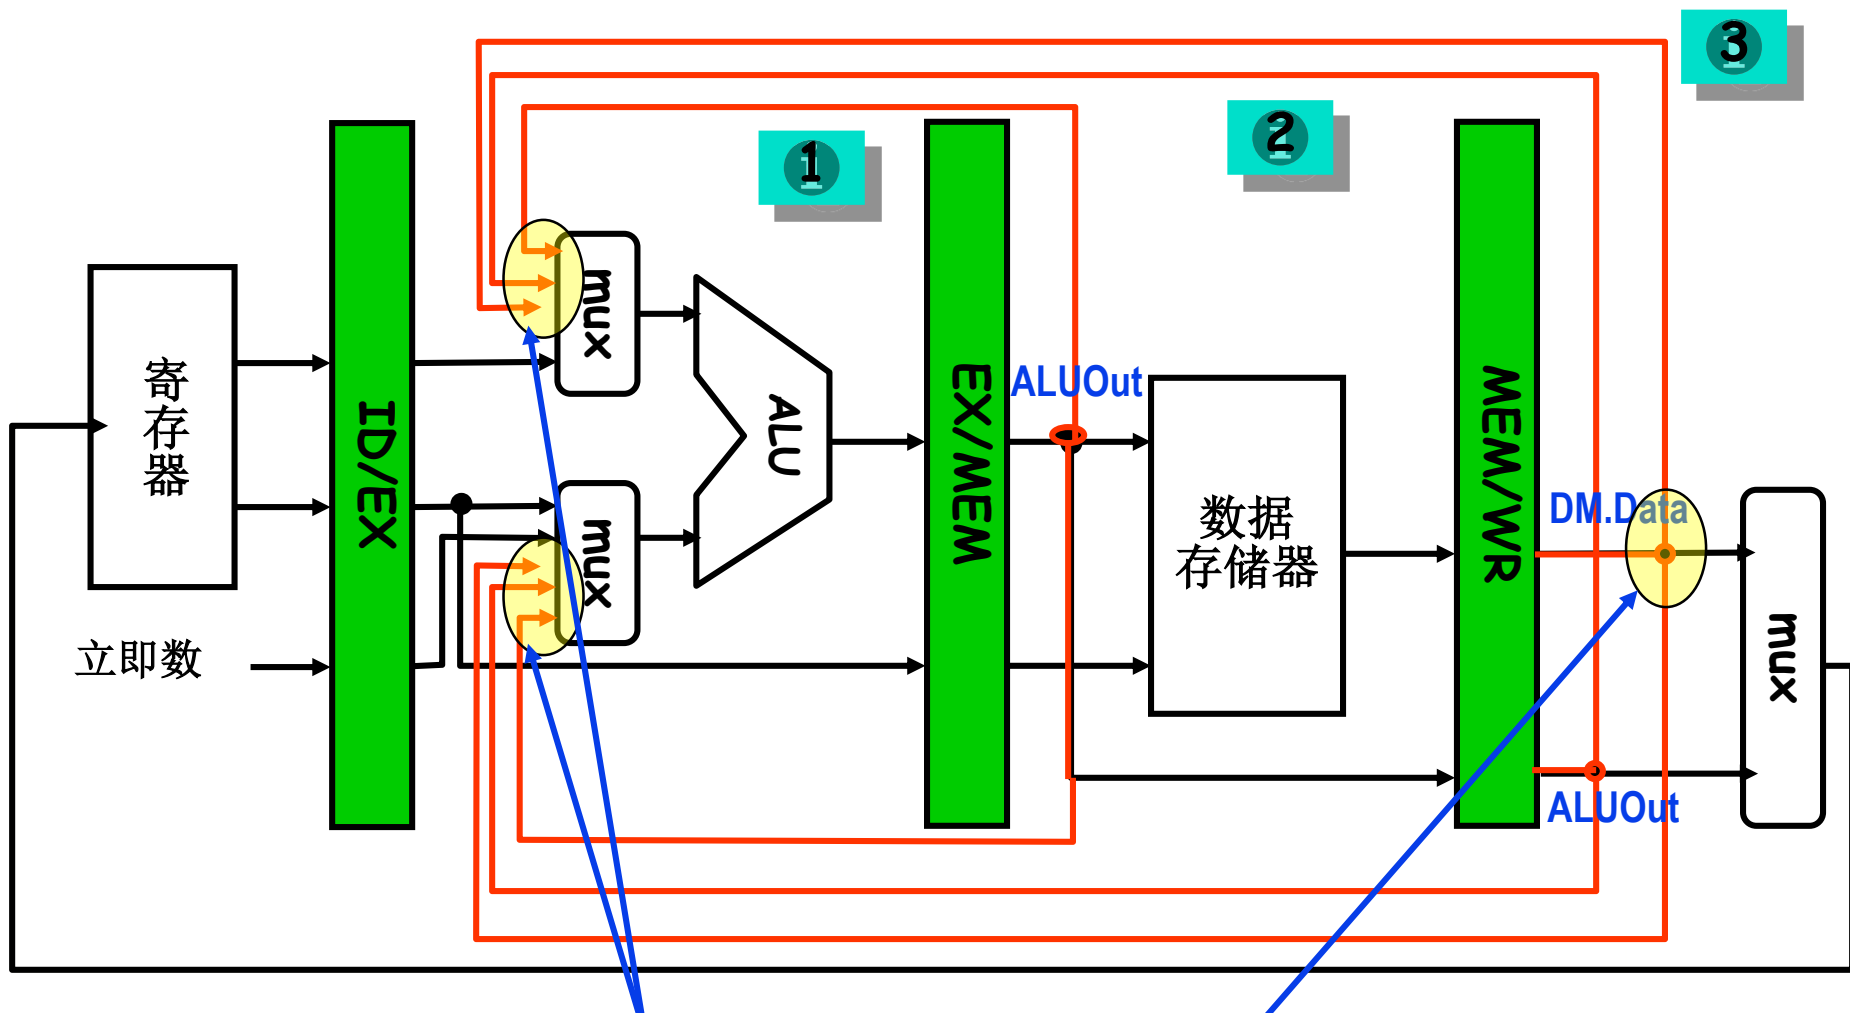 3
2
1
mux
寄
存
器
ID/EX
ALU
EX/MEM
ALUOut
MEM/WR
DM.Data
mux
数据
存储器
立即数
mux
ALUOut